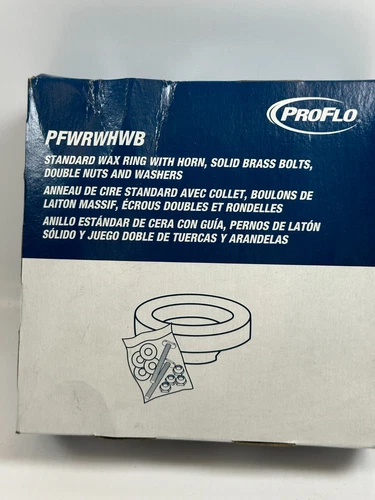 PROFLO
PFWRWHWB
STANDARD WAX RING WITH HORN, SOLID BRASS BOLTS,
DOUBLE NUTS AND WASHERS
ANNEAU DE CIRE STANDARD AVEC COLLET, BOULONS DE
LAITON MASSIF, ÉCROUS DOUBLES ET RONDELLES
ANILLO ESTÁNDAR DE CERA CON GUÍA, PERNOS DE LATÓN
SÓLIDO Y JUEGO DOBLE DE TUERCAS Y ARANDELAS